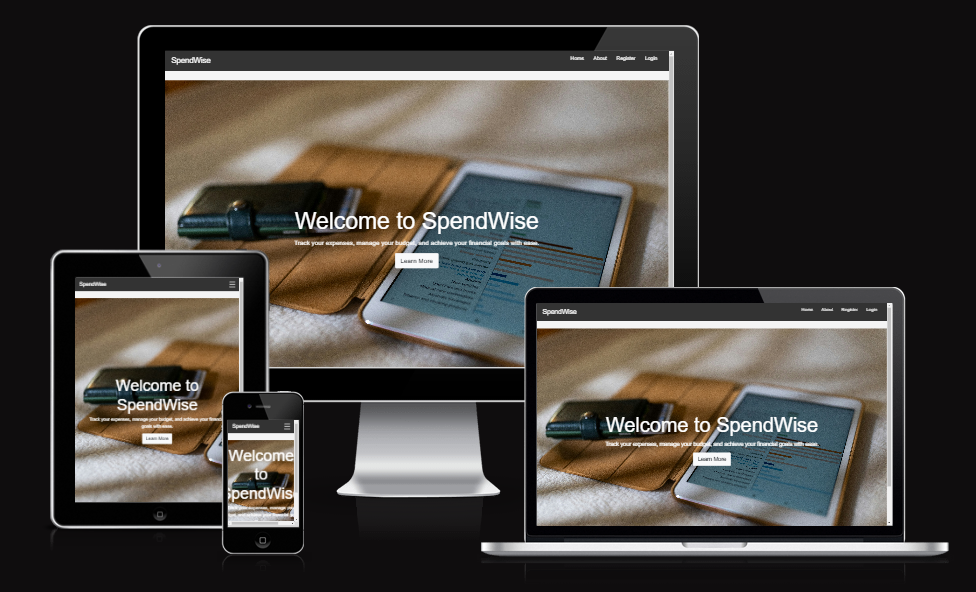 SpendWise
Home About Register Login
Welcome to SpendWise
Track your expenses, manage your budget, and achieve your financial goals with ease.
Learn More
SpendWise
Welcome to
SpendWise
Track your expenses, manage your budget, and achieve your financial
goals with ease.
Learn More
SpendWise
Welcome
to
SpendWise
SpendWise
Home About Register Login
Welcome to SpendWise
Track your expenses, manage your budget, and achieve your financial goals with ease.
Learn More